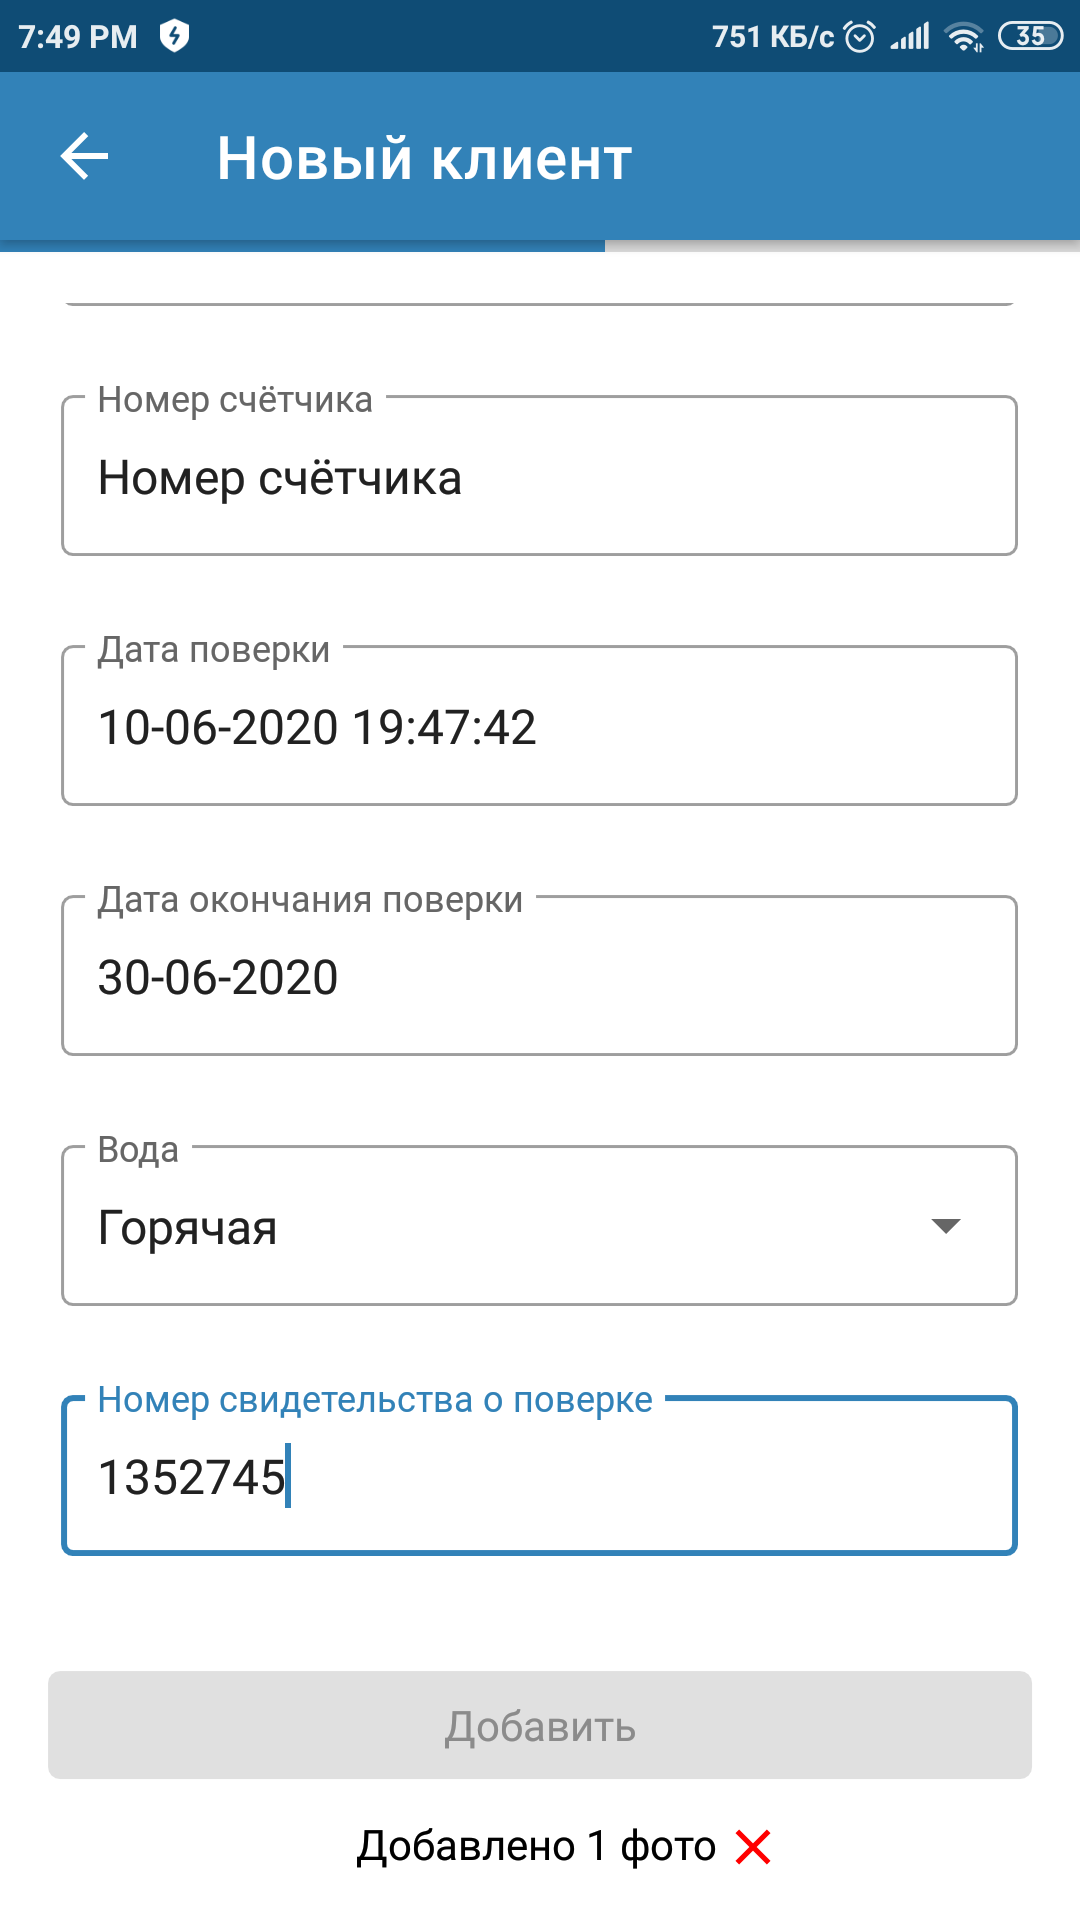 7:49 PM 751 КБ/с 35
Новый клиент
Номер счётчика
Номер счётчика
Дата поверки
10-06-2020 19:47:42
Дата окончания поверки
30-06-2020
Вода
Горячая
Номер свидетельства о поверке
1352745
Добавить
Добавлено 1 фото